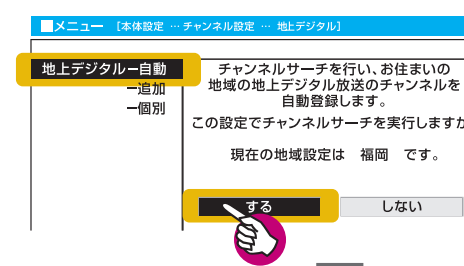 ■メニュー [本体設定 … チャンネル設定 … 地上デジタル]
地上デジタルー自動
ー追加
ー個別
チャンネルサーチを行い、お住まいの
地域の地上デジタル放送のチャンネルを
自動登録します。
この設定でチャンネルサーチを実行しますか
現在の地域設定は 福岡 です。
する しない